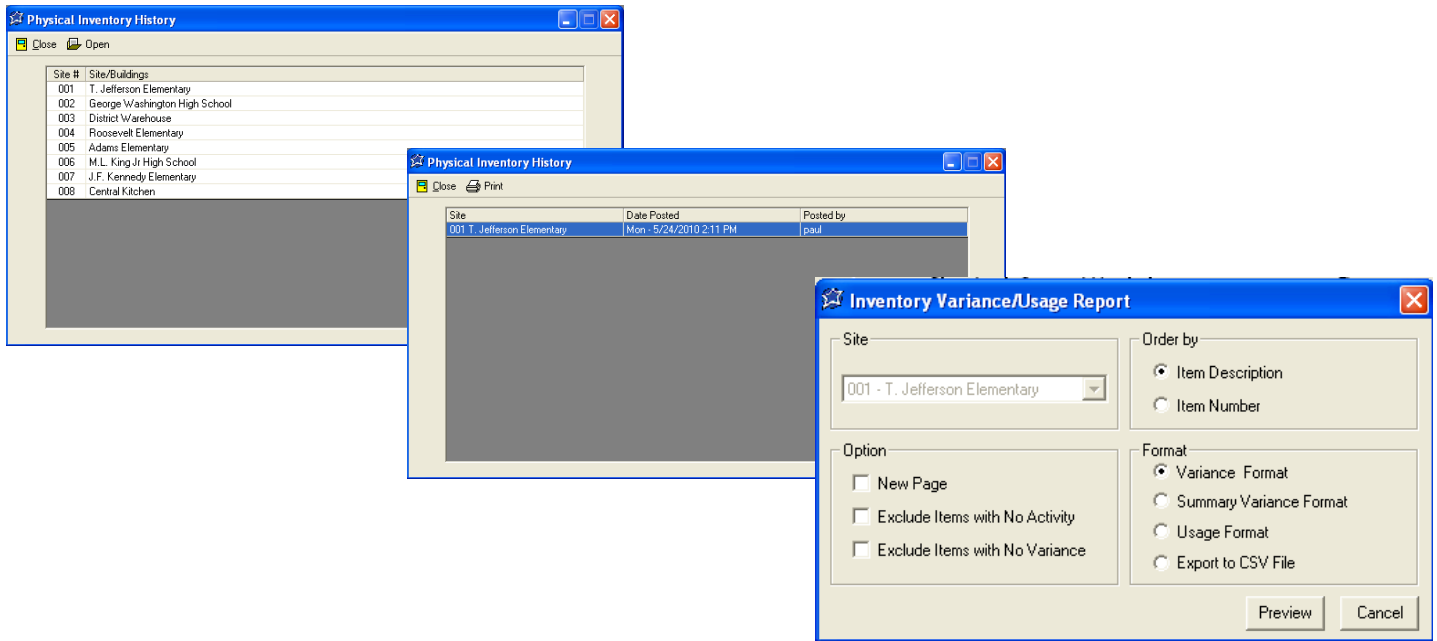 Physical Inventory History
Close Open
Site # Site/Buildings
001 T. Jefferson Elementary
002 George Washington High School
003 District Warehouse
004 Roosevelt Elementary
005 Adams Elementary
006 M.L. King Jr High School
007 J.F. Kennedy Elementary
008 Central Kitchen
Physical Inventory History
Close Print
Site Date Posted Posted by
001 T. Jefferson Elementary Mon - 5/24/2010 2:11 PM paul
Inventory Variance/Usage Report
Site
001 - T. Jefferson Elementary
Order by
Item Description
Item Number
Option
New Page
Exclude Items with No Activity
Exclude Items with No Variance
Format
Variance Format
Summary Variance Format
Usage Format
Export to CSV File
Preview Cancel